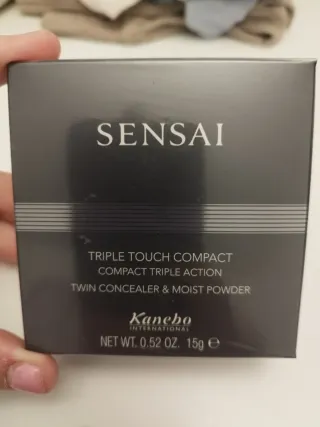 SENSAI
TRIPLE TOUCH COMPACT
COMPACT TRIPLE ACTION
TWIN CONCEALER & MOIST POWDER
Kanebo
INTERNATIONAL
NET WT. 0.52 OZ. 15g ℮